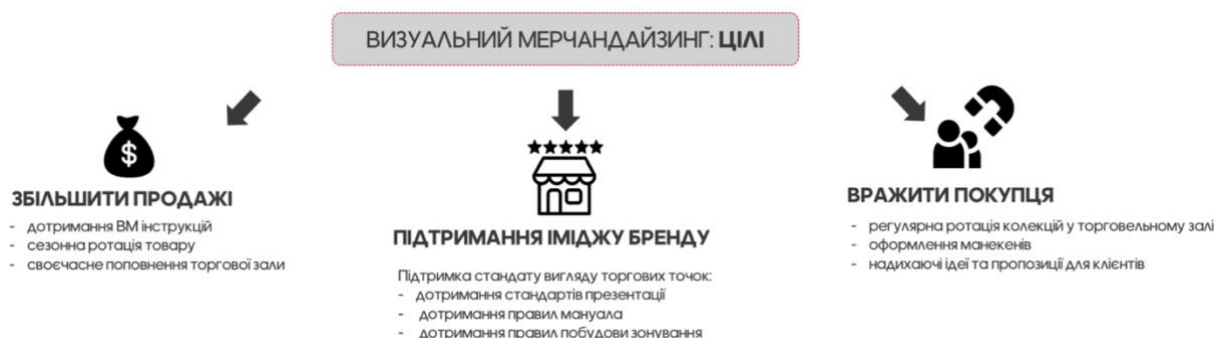 ВИЗУАЛЬНИЙ МЕРЧАНДАЙЗИНГ: ЦІЛІ
$
ЗБІЛЬШИТИ ПРОДАЖІ
- дотримання ВМ інструкцій
- сезонна ротація товару
- своєчасне поповнення торгової зали
ПІДТРИМАННЯ ІМІДЖУ БРЕНДУ
Підтримка стандату вигляду торгових точок:
- дотримання стандартів презентації
- дотримання правил мануала
- дотримання правил побудови зонування
ВРАЖИТИ ПОКУПЦЯ
- регулярна ротація колекцій у торговельному залі
- оформлення манекенів
- надихаючі ідеї та пропозиції для клієнтів